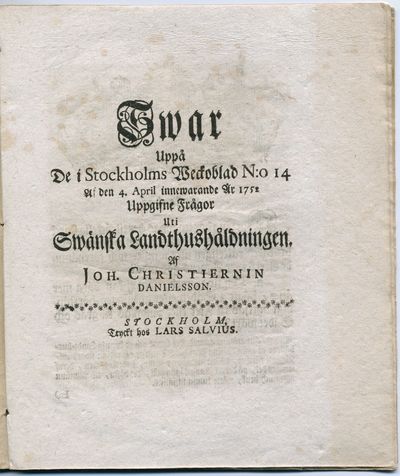 Swar
Uppå
De i Stockholms Weckoblad N:o 14
Af den 4. April innewarande År 1752
Uppgifne Frågor
Uti
Swänska Landthushåldningen,
Af
JOH. CHRISTIERNIN
DANIELSSON.
STOCKHOLM,
Tryckt hos LARS SALVIUS.